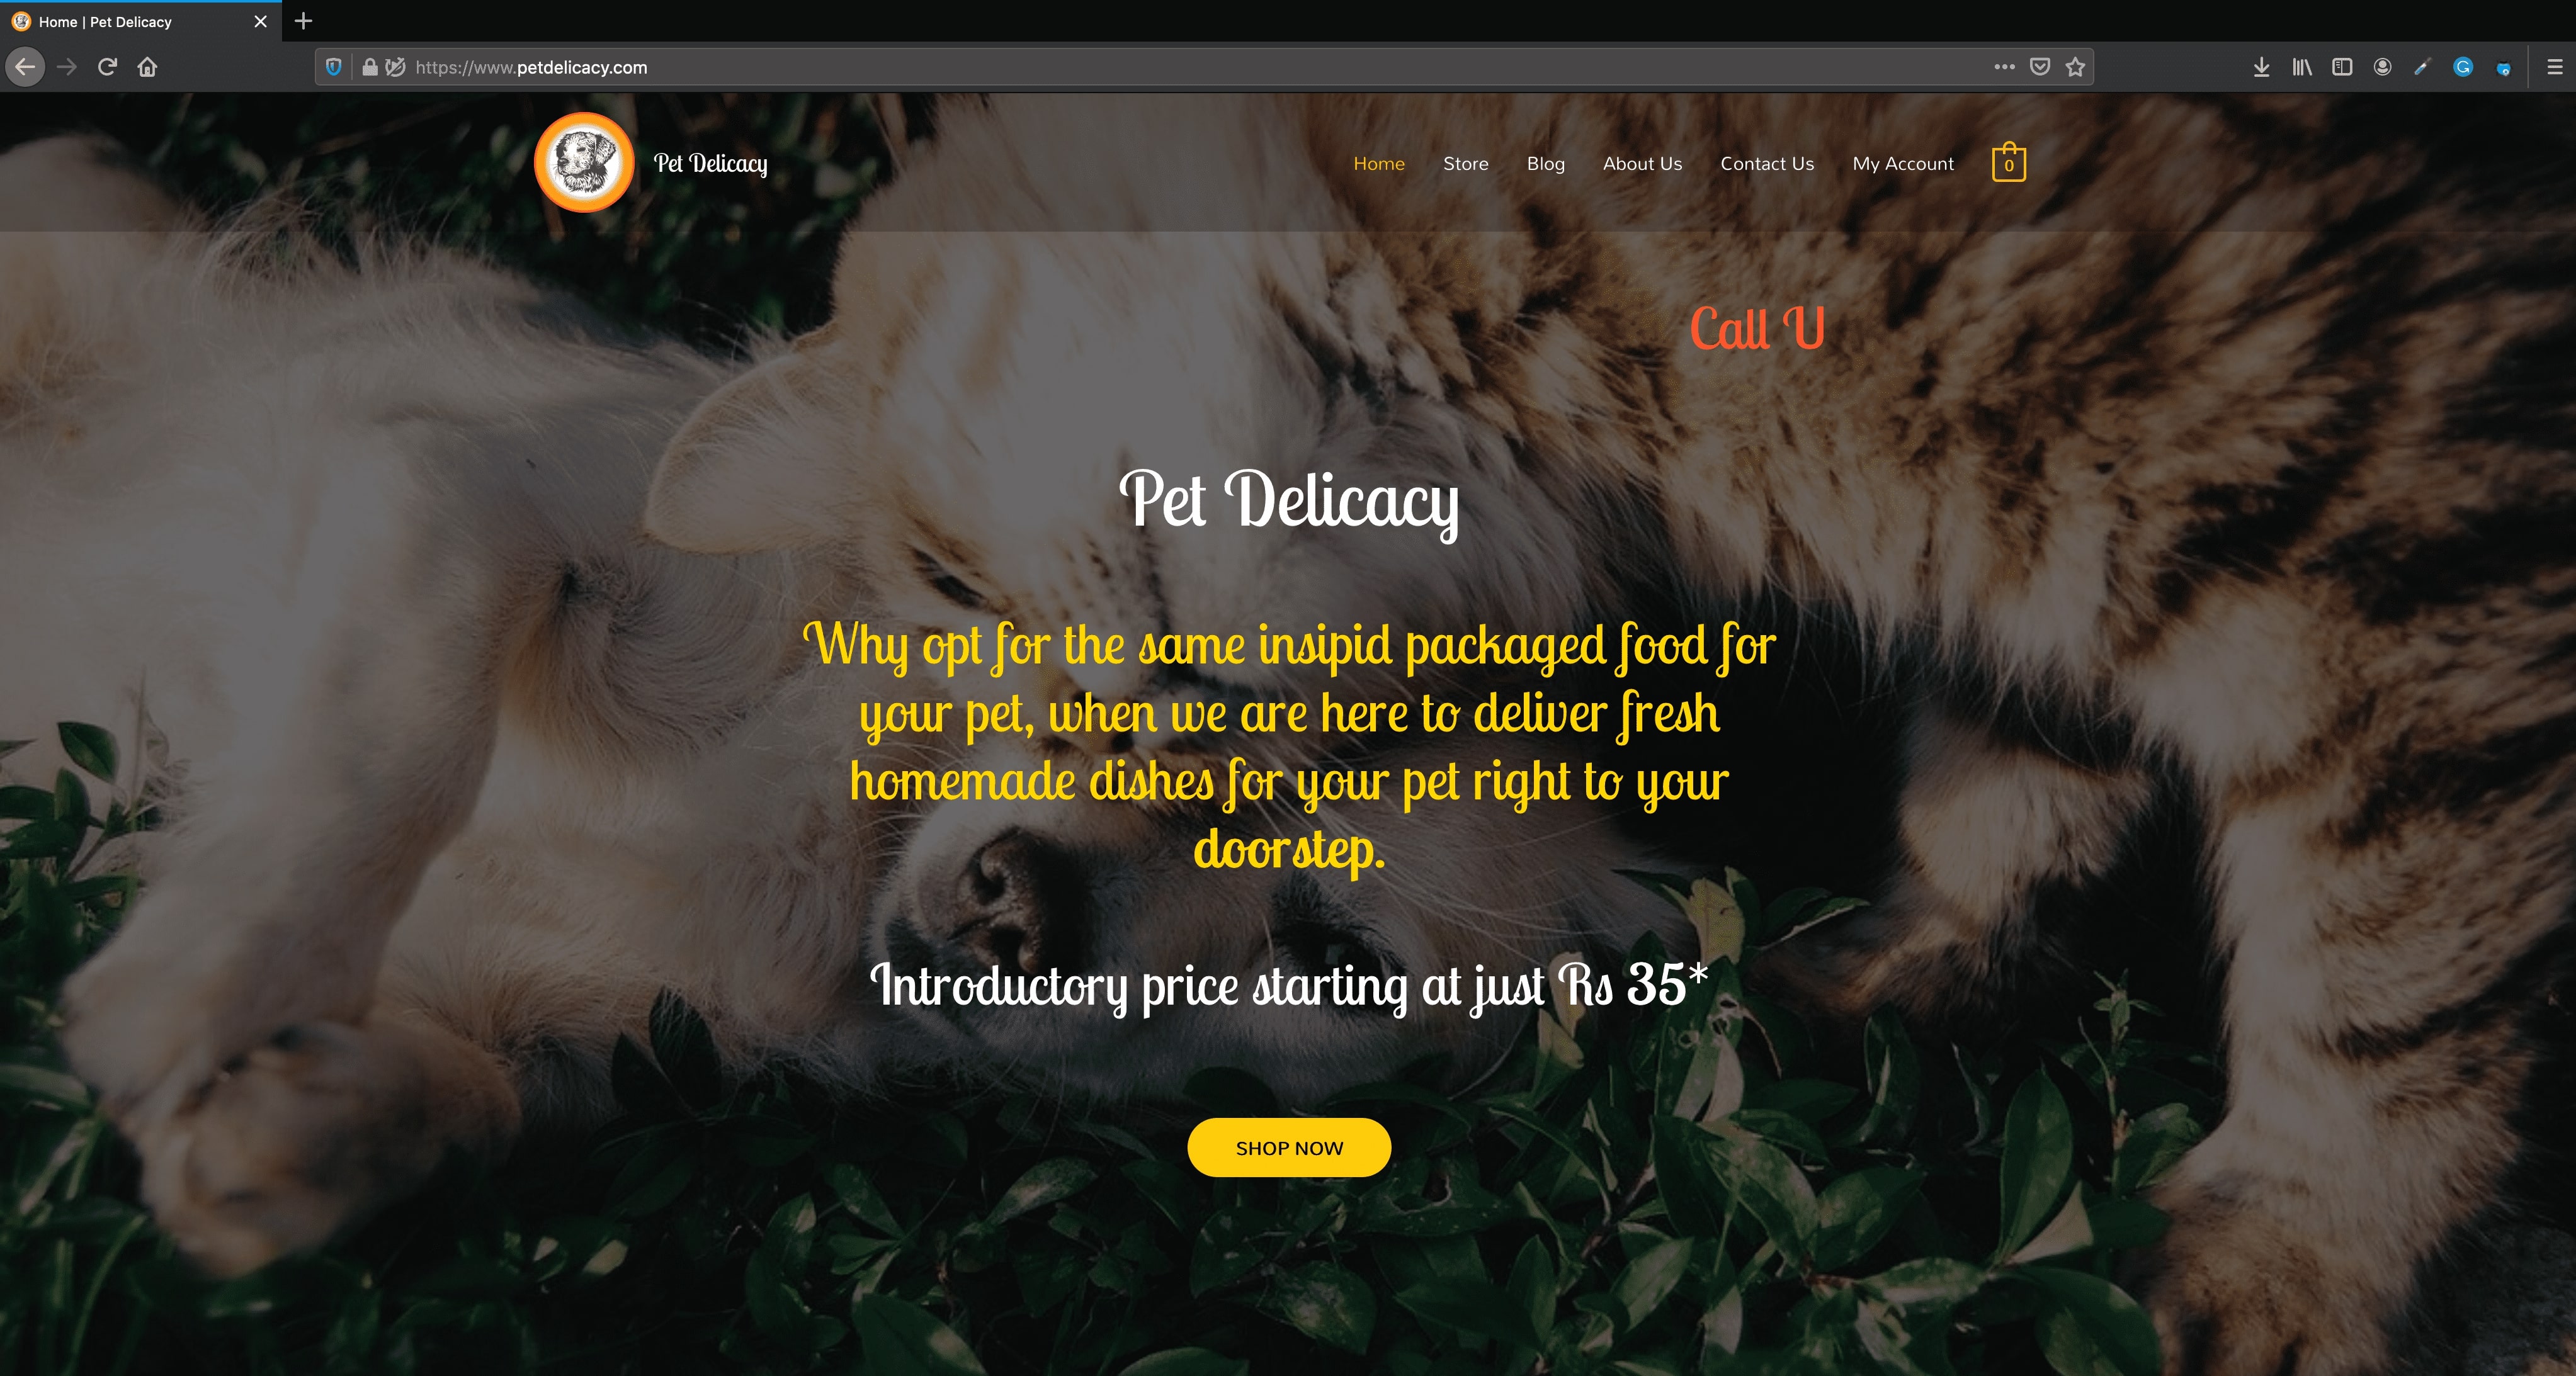 Home | Pet Delicacy
https://www.petdelicacy.com
Pet Delicacy
Home Store Blog About Us Contact Us My Account 0
Call U
Pet Delicacy
Why opt for the same insipid packaged food for
your pet, when we are here to deliver fresh
homemade dishes for your pet right to your
doorstep.
Introductory price starting at just Rs 35*
SHOP NOW